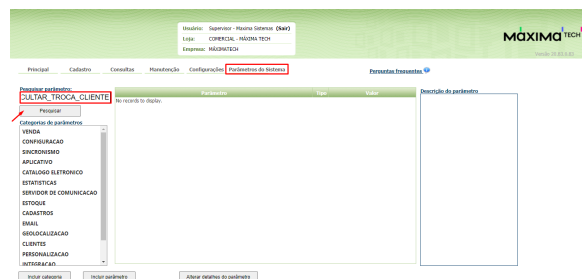 Usuário: Supervisor - Maxima Sistemas (Sair)
Loja: COMERCIAL - MÁXIMA TECH
Empresa: MÁXIMATECH
MÁXIMA TECH
Principal Cadastro Consultas Manutenção Configurações Parâmetros do Sistema Perguntas frequentes
Pesquisar parâmetro:
CULTAR_TROCA_CLIENTE
Pesquisar
Parâmetro Tipo Valor
No records to display.
Descrição do parâmetro
Categorias de parâmetros
VENDA
CONFIGURACAO
SINCRONISMO
APLICATIVO
CATALOGO ELETRONICO
ESTATISTICAS
SERVIDOR DE COMUNICACAO
ESTOQUE
CADASTROS
EMAIL
GEOLOCALIZACAO
CLIENTES
PERSONALIZACAO
INTEGRACAO
Incluir categoria Incluir parâmetro Alterar detalhes do parâmetro